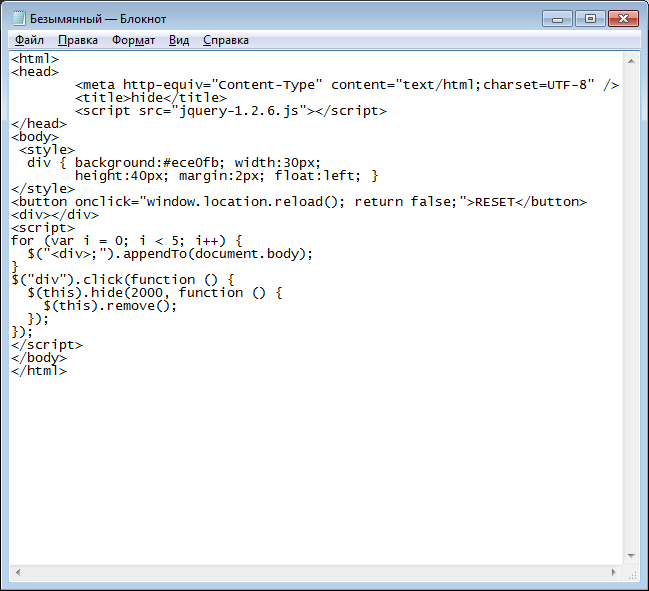 Безымянный — Блокнот
Файл Правка Формат Вид Справка
<html>
<head>
        <meta http-equiv="Content-Type" content="text/html;charset=UTF-8" />
        <title>hide</title>
        <script src="jquery-1.2.6.js"></script>
</head>
<body>
 <style>
  div { background:#ece0fb; width:30px;
        height:40px; margin:2px; float:left; }
</style>
<button onclick="window.location.reload(); return false;">RESET</button>
<div></div>
<script>
for (var i = 0; i < 5; i++) {
  $("<div>;").appendTo(document.body);
}
$("div").click(function () {
  $(this).hide(2000, function () {
    $(this).remove();
  });
});
</script>
</body>
</html>